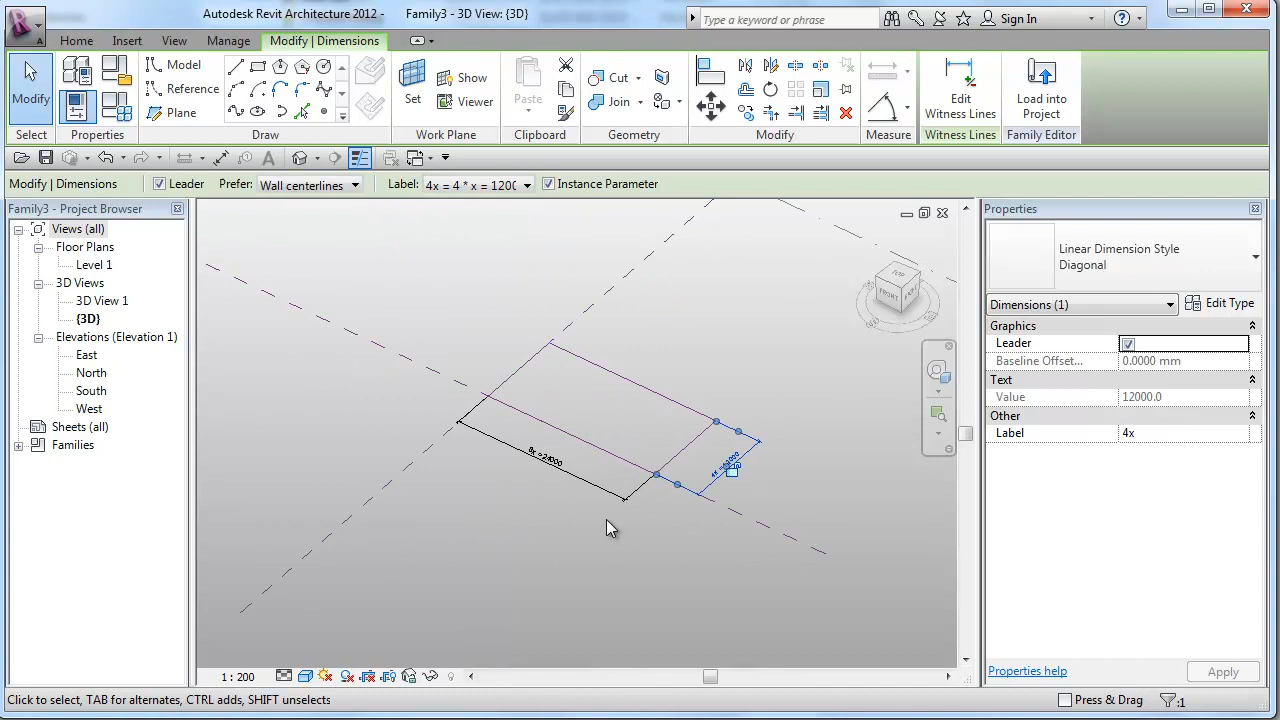 Autodesk Revit Architecture 2012 -
Family3 - 3D View: {3D}
Type a keyword or phrase
Sign In
Home
Insert
View
Manage
Modify | Dimensions
Modify
Model
Reference
Plane
Set
Show
Viewer
Paste
Cut
Join
Edit
Witness Lines
Load into
Project
Select
Properties
Draw
Work Plane
Clipboard
Geometry
Modify
Measure
Witness Lines
Family Editor
Modify | Dimensions
Leader
Prefer:
Wall centerlines
Label:
4x = 4 * x = 1200
Instance Parameter
Family3 - Project Browser
Views (all)
Floor Plans
Level 1
3D Views
3D View 1
{3D}
Elevations (Elevation 1)
East
North
South
West
Sheets (all)
Families
FRONT
8x = 24000
Properties
Linear Dimension Style
Diagonal
Dimensions (1)
Edit Type
Graphics
Leader
Baseline Offset...
0.0000 mm
Text
Value
12000.0
Other
Label
4x
Properties help
Apply
1 : 200
Click to select, TAB for alternates, CTRL adds, SHIFT unselects
Press & Drag
:1